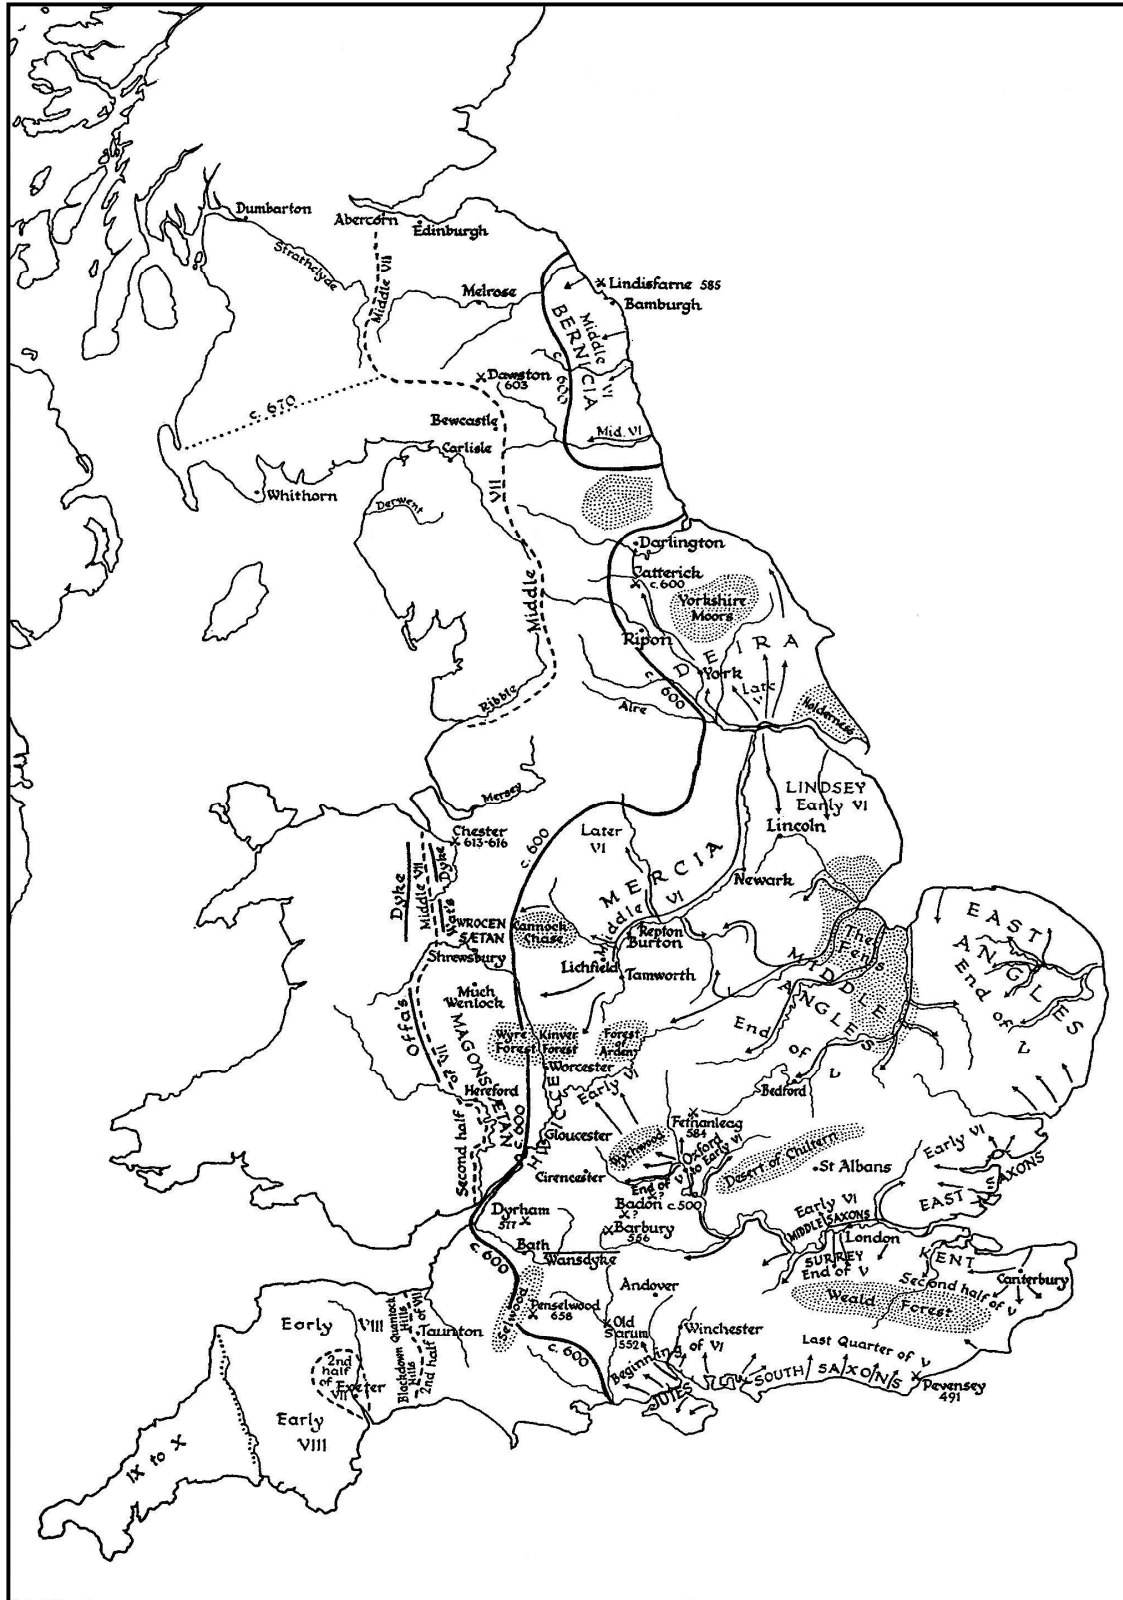 Dumbarton
Abercorn
Edinburgh
Strathclyde
Middle VII
Melrose
Lindisfarne 585
Bamburgh
BERNICIA
Middle VI
c. 600
Dawston
603
c. 670
Bewcastle
Carlisle
Mid. VI
Whithorn
VII
Derwent
Middle
Darlington
Catterick
c. 600
Yorkshire
Moors
Ripon
DEIRA
York
Late
V
c. 600
Holderness
Ribble
Aire
Mersey
LINDSEY
Early VI
Lincoln
Chester
613-616
c. 600
Later
VI
MERCIA
Middle VI
Newark
Dyke
Middle VII
Wat's
Dyke
WROCEN
SÆTAN
Cannock
Chase
Middle
Repton
Burton
Lichfield
Tamworth
Shrewsbury
The
Fens
MIDDLE
ANGLES
End
of V
EAST
ANGLES
End of V
Much
Wenlock
Offa's
MAGONSÆTAN
Wyre
Forest
Kinver
Forest
Forest
of
Arden
Worcester
Early V
Bedford
Hereford
Second half
of VII
c. 600
HWICCE
Gloucester
Fethanleag
584
Wychwood
Oxford
to Early VI
End of V
Desert of Chiltern
St Albans
Early VI
EAST SAXONS
Cirencester
Badon c. 500
?
Barbury
556
Dyrham
577
Early VI
MIDDLE SAXONS
London
SURREY
End of V
KENT
Canterbury
Second half of V
Bath
Wansdyke
c. 600
Andover
Weald Forest
Selwood
Penselwood
658
Old
Sarum
552
Winchester
Beginning of VI
Last Quarter of V
SOUTH SAXONS
Pevensey
491
JUTES
c. 600
Early VIII
Quantock
Hills
Blackdown
Hills
2nd half of VII
Taunton
2nd
half
of
VII
Exeter
Early
VIII
IX to X